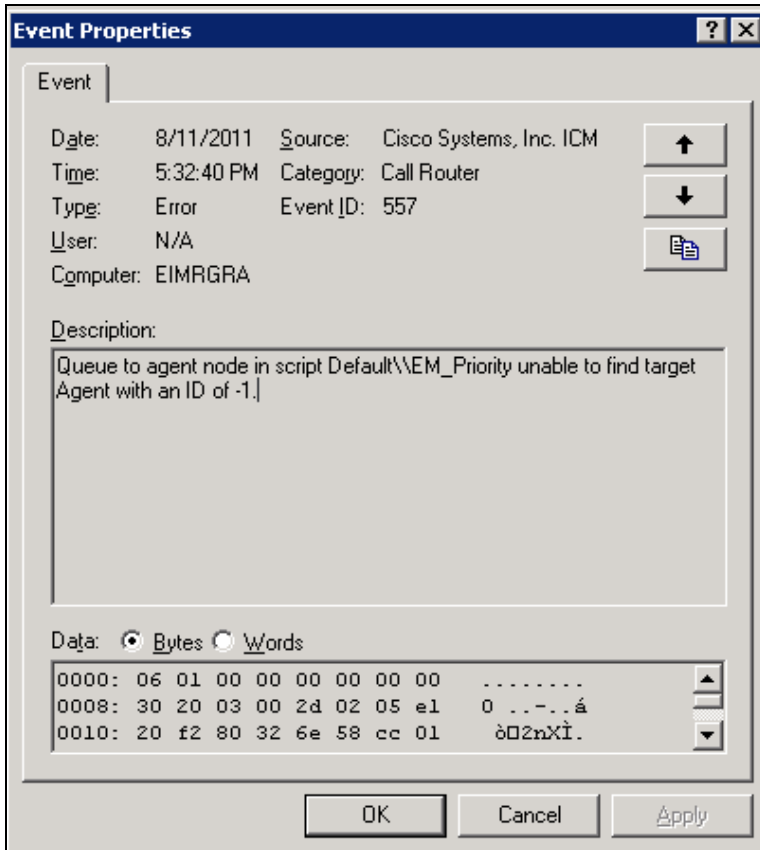 Event Properties
Event
Date: 8/11/2011 Source: Cisco Systems, Inc. ICM
Time: 5:32:40 PM Category: Call Router
Type: Error Event ID: 557
User: N/A
Computer: EIMRGRA
Description:
Queue to agent node in script Default\\EM_Priority unable to find target
Agent with an ID of -1.
Data: Bytes Words
0000: 06 01 00 00 00 00 00 00 ........
0008: 30 20 03 00 2d 02 05 e1 0 ..-..á
0010: 20 f2 80 32 6e 58 cc 01 ò□2nXÌ.
OK Cancel Apply